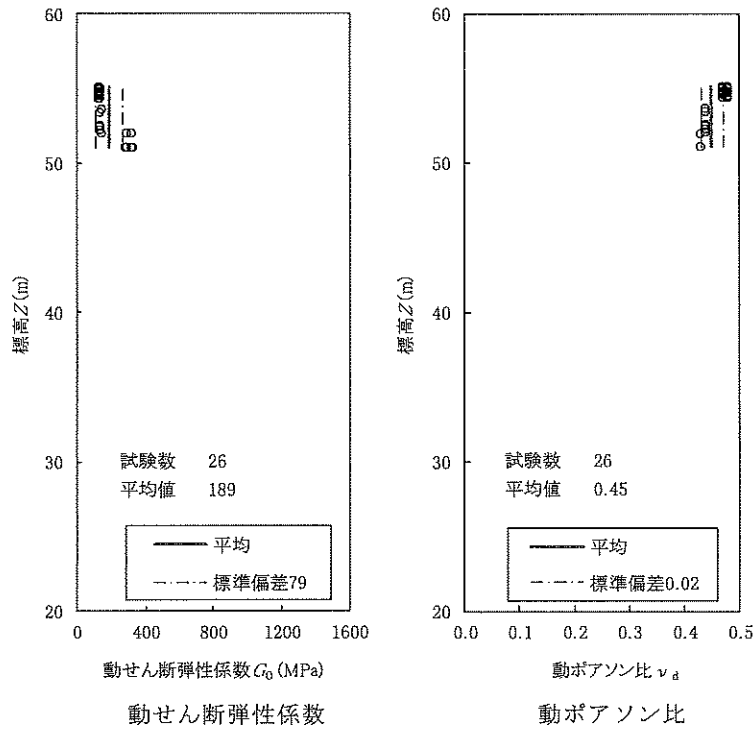 60
50
40
30
20
標高Z(m)
試験数 26
平均値 189
平均
標準偏差79
0 400 800 1200 1600
動せん断弾性係数G₀(MPa)
動せん断弾性係数
60
50
40
30
20
標高Z(m)
試験数 26
平均値 0.45
平均
標準偏差0.02
0.0 0.1 0.2 0.3 0.4 0.5
動ポアソン比 ν d
動ポアソン比